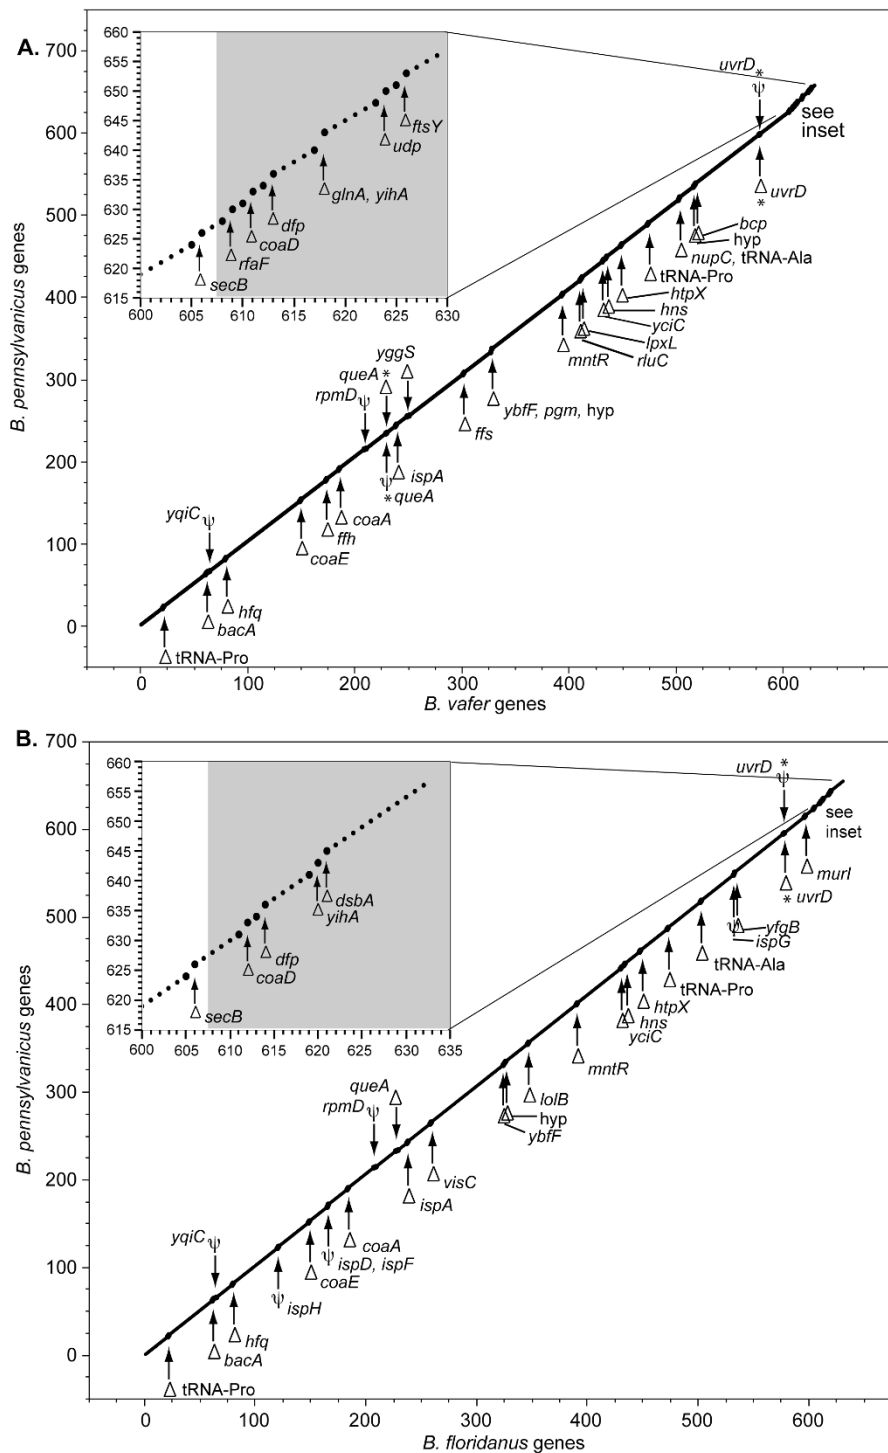 A.
B. pennsylvanicus genes
700
600
500
400
300
200
100
0
660
655
650
645
640
635
630
625
620
615
600 605 610 615 620 625 630
ftsY
udp
glnA, yihA
dfp
coaD
rfaF
secB
uvrD * ψ
see
inset
uvrD
*
bcp
hyp
nupC, tRNA-Ala
tRNA-Pro
htpX
hns
yciC
lpxL
rluC
mntR
yggS
queA *
rpmD ψ
ybfF, pgm, hyp
ffs
ispA
ψ
* queA
coaA
ffh
coaE
yqiC ψ
hfq
bacA
tRNA-Pro
0 100 200 300 400 500 600
B. vafer genes
B.
B. pennsylvanicus genes
700
600
500
400
300
200
100
0
660
655
650
645
640
635
630
625
620
615
600 605 610 615 620 625 630 635
dsbA
yihA
dfp
coaD
secB
*
uvrD ψ
see
inset
murI
* uvrD
yfgB
ψ ispG
tRNA-Ala
tRNA-Pro
htpX
hns
yciC
mntR
lolB
hyp
ybfF
queA
rpmD ψ
visC
ispA
coaA
ψ ispD, ispF
coaE
ψ ispH
yqiC ψ
hfq
bacA
tRNA-Pro
0 100 200 300 400 500 600
B. floridanus genes